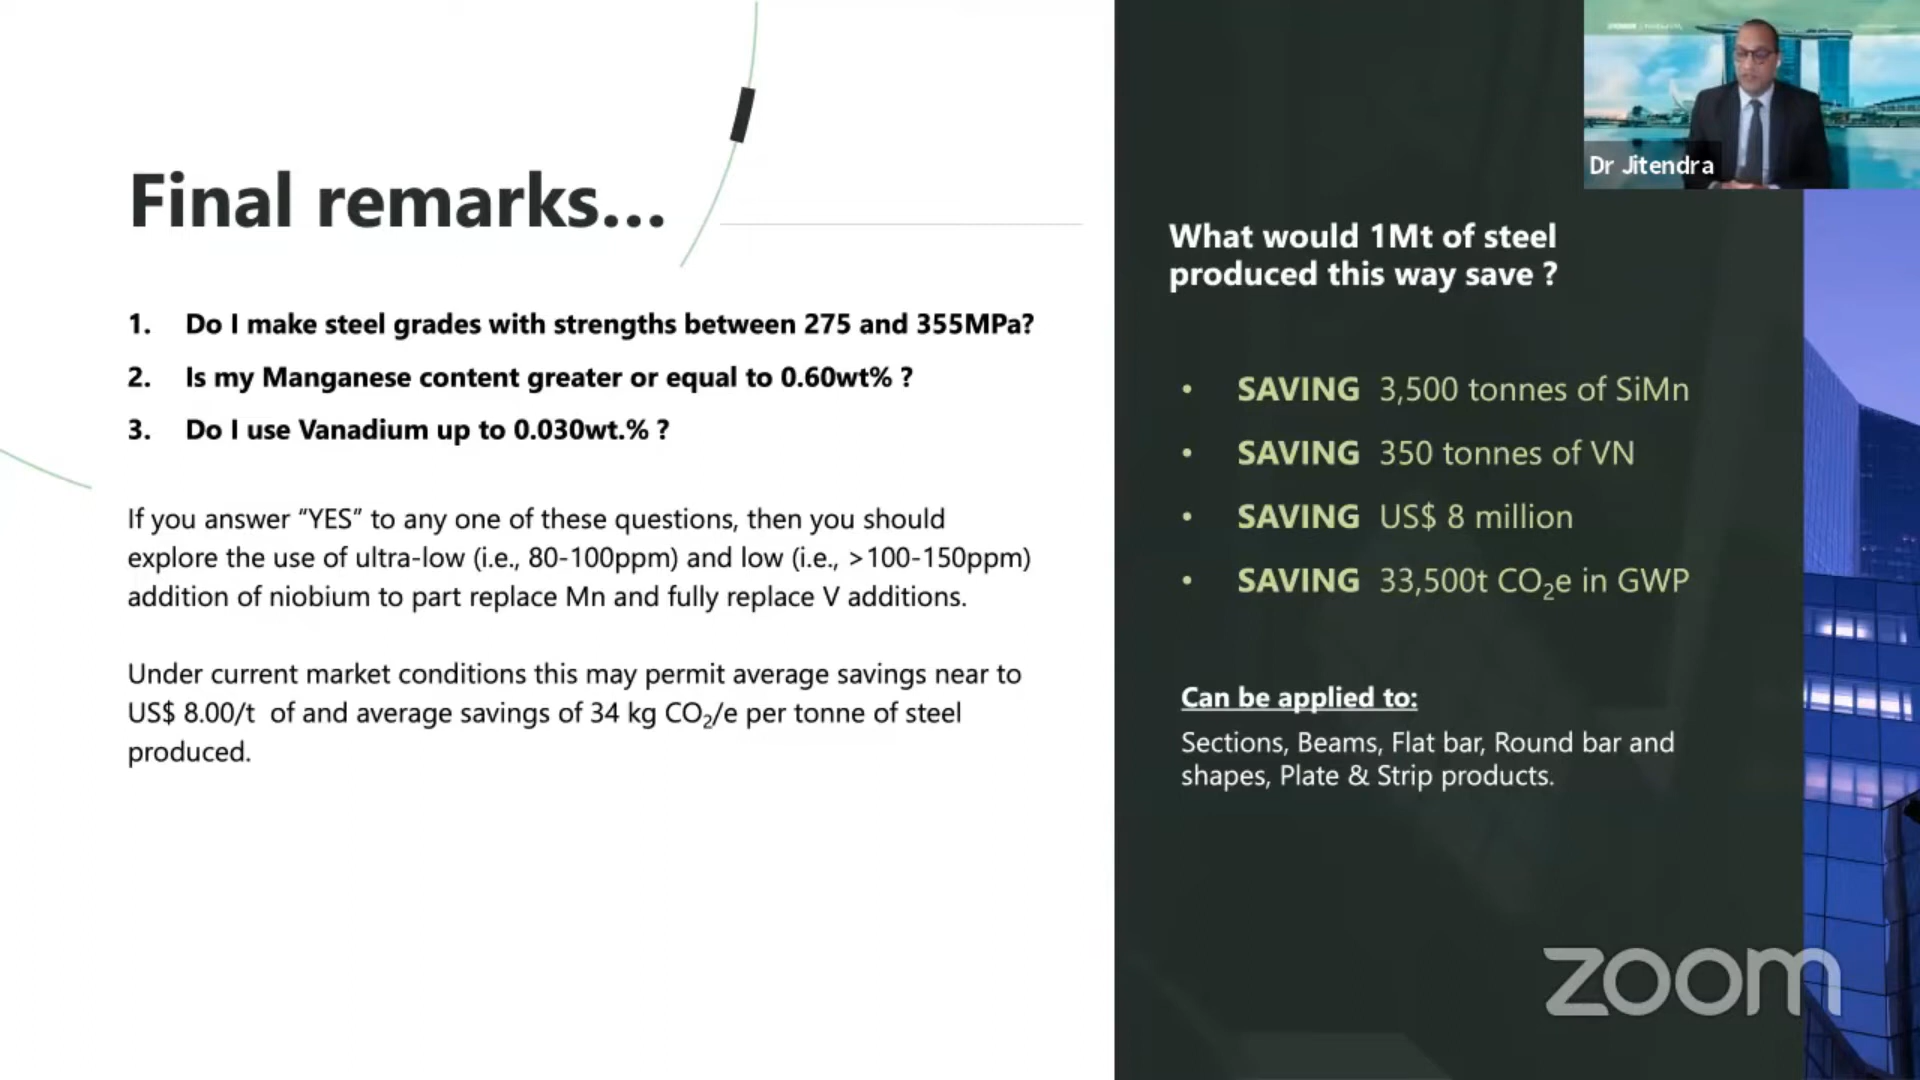 Final remarks...
1. Do I make steel grades with strengths between 275 and 355MPa?
2. Is my Manganese content greater or equal to 0.60wt% ?
3. Do I use Vanadium up to 0.030wt.% ?
If you answer “YES” to any one of these questions, then you should
explore the use of ultra-low (i.e., 80-100ppm) and low (i.e., >100-150ppm)
addition of niobium to part replace Mn and fully replace V additions.
Under current market conditions this may permit average savings near to
US$ 8.00/t of and average savings of 34 kg CO₂/e per tonne of steel
produced.
Dr Jitendra
What would 1Mt of steel
produced this way save ?
• SAVING 3,500 tonnes of SiMn
• SAVING 350 tonnes of VN
• SAVING US$ 8 million
• SAVING 33,500t CO₂e in GWP
Can be applied to:
Sections, Beams, Flat bar, Round bar and
shapes, Plate & Strip products.
zoom